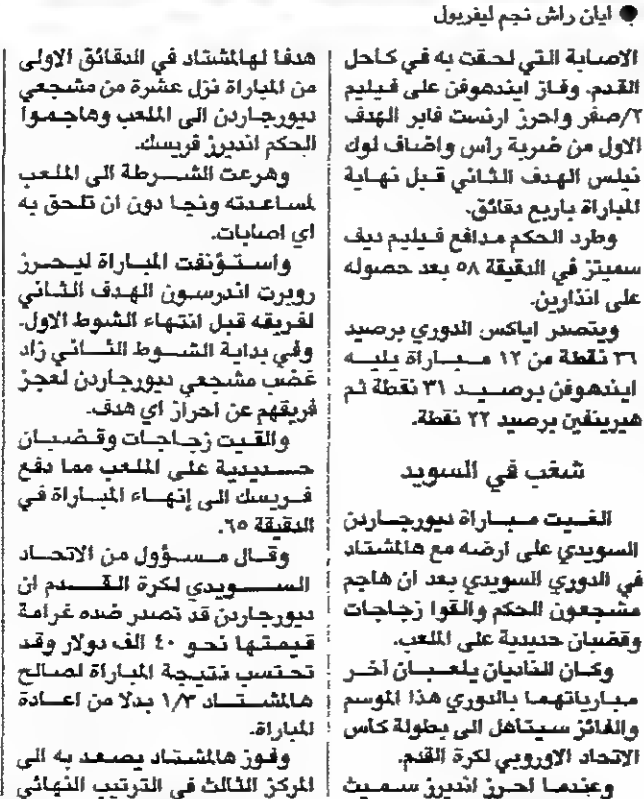 ● ايان راش نجم ليفربول
الاصابة التي لحقت به في كاحل
القدم. وفاز ايندهوفن على فيليم
٢/صفر واحرز ارنست فابر الهدف
الاول من ضربة رأس واضاف لوك
نيلس الهدف الثاني قبل نهاية
المباراة باربع دقائق.
وطرد الحكم مدافع فيليم ديف
سميتز في الدقيقة ٥٨ بعد حصوله
على انذارين.
ويتصدر اياكس الدوري برصيد
٣٦ نقطة من ١٢ مباراة يليه
ايندهوفن برصيد ٣١ نقطة ثم
هيرينفين برصيد ٢٢ نقطة.
شغب في السويد
الغيت مباراة ديورجاردن
السويدي على ارضه مع هالمشتاد
في الدوري السويدي بعد ان هاجم
مشجعون الحكم والقوا زجاجات
وقضبان حديدية على الملعب.
وكان الناديان يلعبان آخر
مبارياتهما بالدوري هذا الموسم
والفائز سيتاهل الى بطولة كاس
الاتحاد الاوروبي لكرة القدم.
وعندما احرز انديرز سميث
هدفا لهالمشتاد في الدقائق الاولى
من المباراة نزل عشرة من مشجعي
ديورجاردن الى الملعب وهاجموا
الحكم انديرز فريسك.
وهرعت الشرطة الى الملعب
لمساعدته ونجا دون ان تلحق به
اي اصابات.
واستؤنفت المباراة ليحرز
روبرت اندرسون الهدف الثاني
لفريقه قبل انتهاء الشوط الاول.
وفي بداية الشوط الثاني زاد
غضب مشجعي ديورجاردن لعجز
فريقهم عن احراز اي هدف.
والقيت زجاجات وقضبان
حديدية على الملعب مما دفع
فريسك الى إنهاء المباراة في
الدقيقة ٦٥.
وقال مسؤول من الاتحاد
السويدي لكرة القدم ان
ديورجاردن قد تصدر ضده غرامة
قيمتها نحو ٤٠ الف دولار وقد
تحتسب نتيجة المباراة لصالح
هالمشتاد ١/٣ بدلا من اعادة
المباراة.
وفوز هالمشتاد يصعد به الى
المركز الثالث في الترتيب النهائي